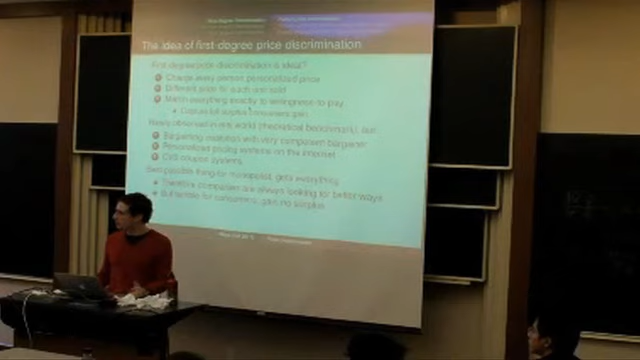 The idea of first-degree price discrimination
First-degree price discrimination is ideal?
Charge every person personalized price
Different price for each unit sold
Match everything exactly to willingness to pay
Rarely observed in real world (theoretical benchmark), but
Bargaining situation with very competent bargainer
Personalized pricing systems on the internet
CVS coupon systems
Best possible thing for monopolist, gets everything
Therefore companies are always looking for better ways
But terrible for consumers, gain no surplus